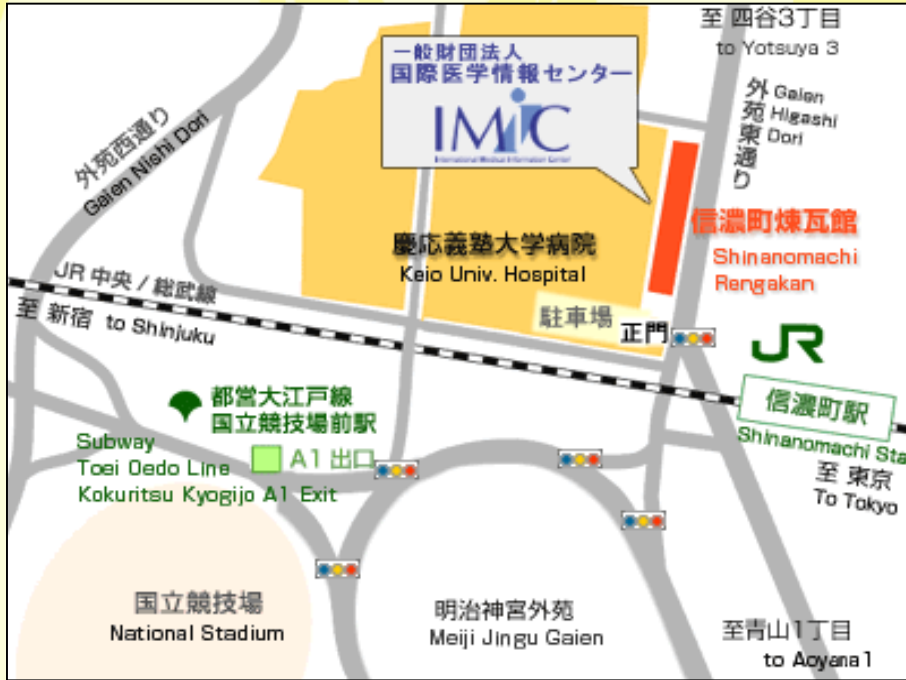 至 四谷3丁目
to Yotsuya 3
一般財団法人
国際医学情報センター
IMIC
International Medical Information Center
外苑東通り
Gaien
Higashi
Dori
外苑西通り
Gaien Nishi Dori
信濃町煉瓦館
Shinanomachi
Rengakan
慶応義塾大学病院
Keio Univ. Hospital
JR 中央 / 総武線
至 新宿 to Shinjuku
駐車場
正門
JR
信濃町駅
Shinanomachi Sta
都営大江戸線
国立競技場前駅
Subway
Toei Oedo Line
Kokuritsu Kyogijo A1 Exit
A1 出口
至 東京
To Tokyo
国立競技場
National Stadium
明治神宮外苑
Meiji Jingu Gaien
至青山1丁目
to Aoyana1